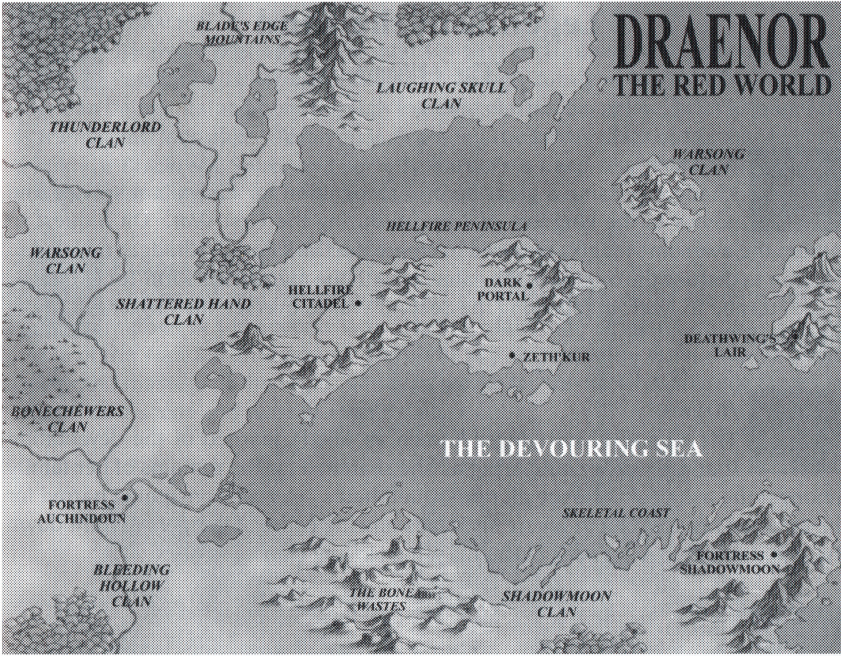 DRAENOR
THE RED WORLD
BLADE'S EDGE
MOUNTAINS
LAUGHING SKULL
CLAN
THUNDERLORD
CLAN
WARSONG
CLAN
HELLFIRE PENINSULA
WARSONG
CLAN
HELLFIRE
CITADEL
DARK
PORTAL
SHATTERED HAND
CLAN
DEATHWING'S
LAIR
ZETH'KUR
BONECHEWERS
CLAN
THE DEVOURING SEA
FORTRESS
AUCHINDOUN
SKELETAL COAST
FORTRESS
SHADOWMOON
BLEEDING
HOLLOW
CLAN
THE BONE
WASTES
SHADOWMOON
CLAN